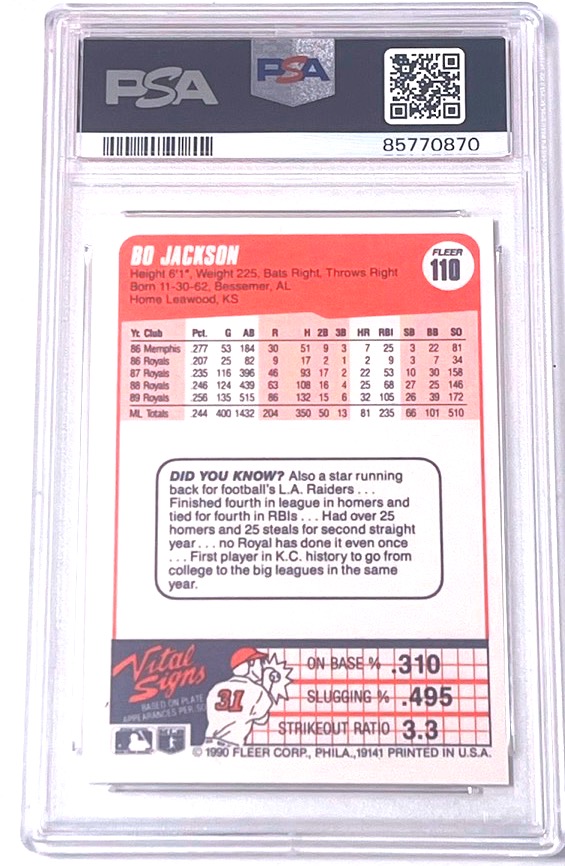 PSA
PSA
85770870
BO JACKSON
Height 6'1", Weight 225, Bats Right, Throws Right
Born 11-30-62, Bessemer, AL
Home Leawood, KS
FLEER
110
Yr. Club Pct. G AB R H 2B 3B HR RBI SB BB SO
86 Memphis .277 53 184 30 51 9 3 7 25 3 22 81
86 Royals .207 25 82 9 17 2 1 2 9 3 7 34
87 Royals .235 116 396 46 93 17 2 22 53 10 30 158
88 Royals .246 124 439 63 108 16 4 25 68 27 25 146
89 Royals .256 135 515 86 132 15 6 32 105 26 39 172
ML Totals .244 400 1432 204 350 50 13 81 235 66 101 510
DID YOU KNOW? Also a star running
back for football's L.A. Raiders . . .
Finished fourth in league in homers and
tied for fourth in RBIs . . . Had over 25
homers and 25 steals for second straight
year . . . no Royal has done it even once
. . . First player in K.C. history to go from
college to the big leagues in the same
year.
Vital
Signs
BASED ON PLATE
APPEARANCES PER SO
31
ON BASE % .310
SLUGGING % .495
STRIKEOUT RATIO 3.3
© 1990 FLEER CORP., PHILA., 19141 PRINTED IN U.S.A.